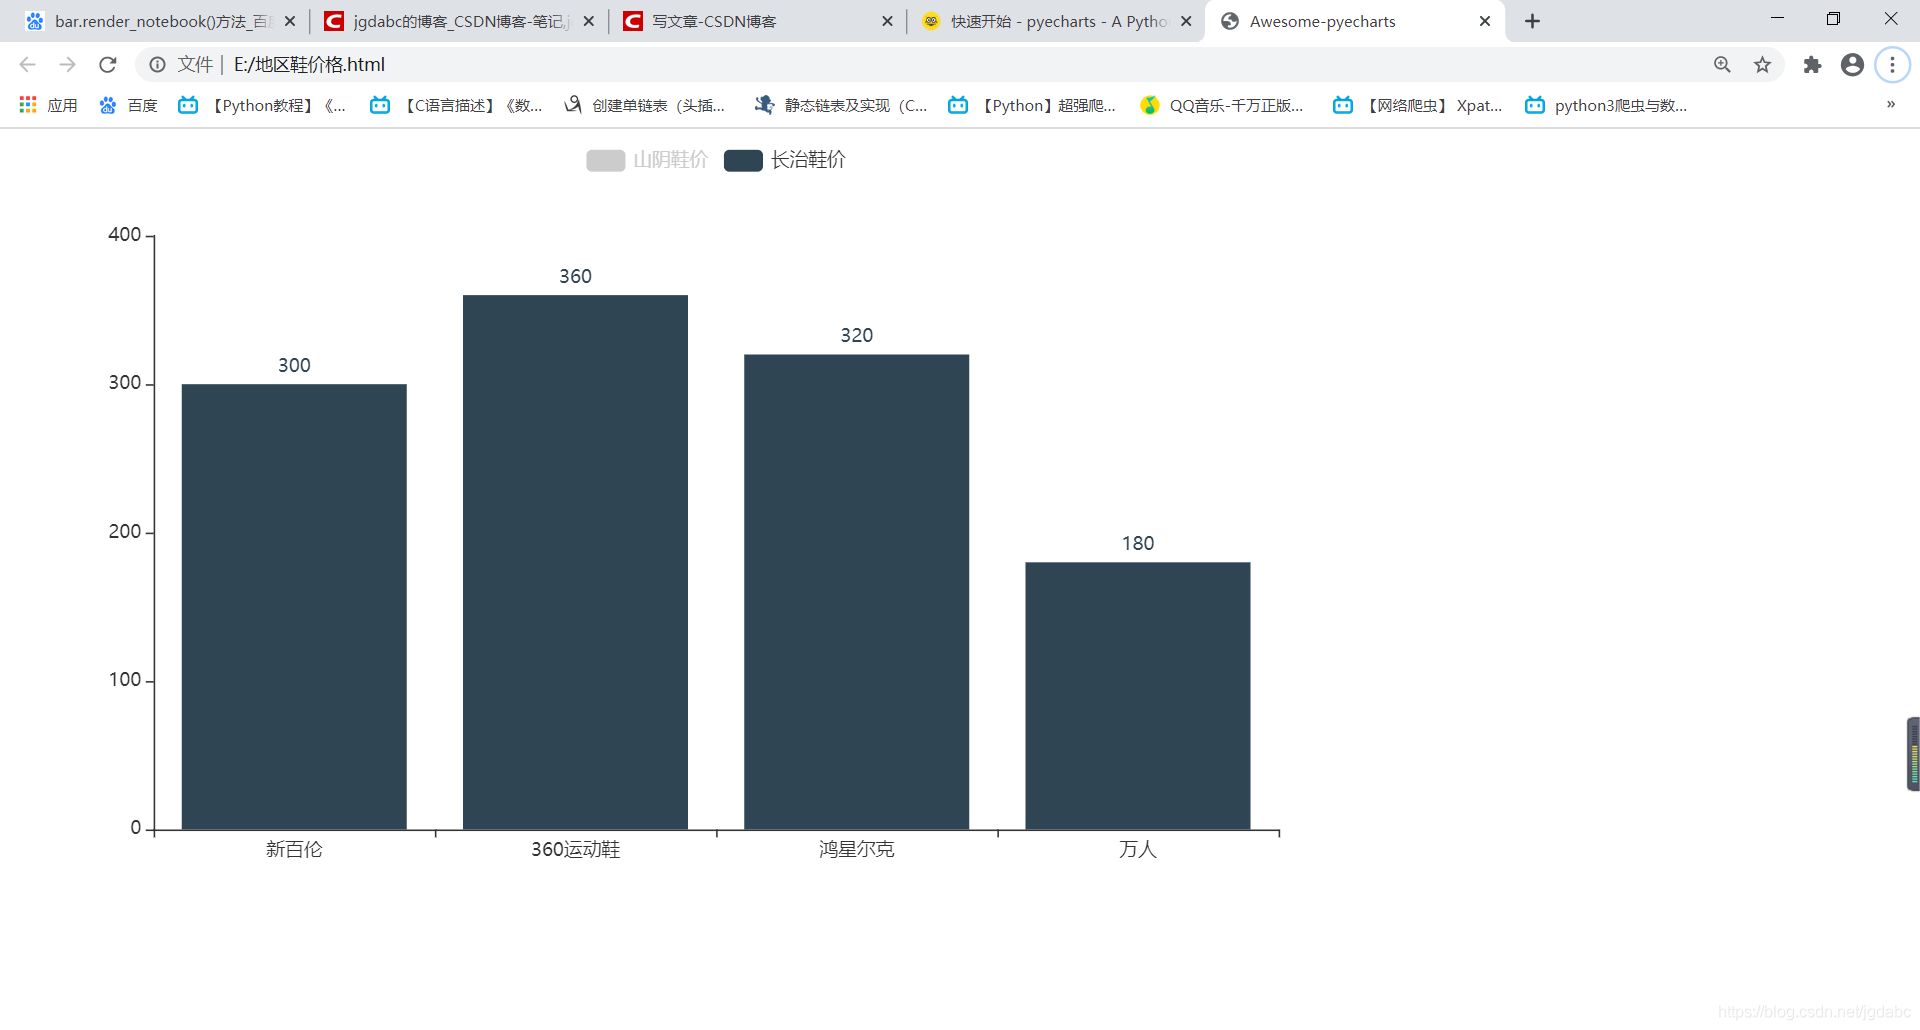 bar.render_notebook()方法_百度
jgdabc的博客_CSDN博客-笔记,j
写文章-CSDN博客
快速开始 - pyecharts - A Pytho
Awesome-pyecharts
文件 | E:/地区鞋价格.html
应用 百度 【Python教程】《... 【C语言描述】《数... 创建单链表（头插... 静态链表及实现（C... 【Python】超强爬... QQ音乐-千万正版... 【网络爬虫】Xpat... python3爬虫与数... »
山阴鞋价 长治鞋价
400
360
320
300
300
200
180
100
0
新百伦 360运动鞋 鸿星尔克 万人
https://blog.csdn.net/jgdabc